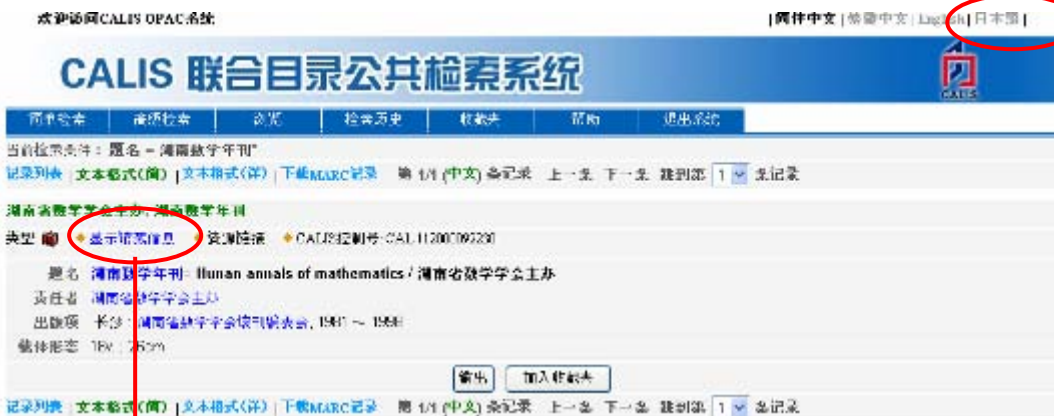 欢迎访问CALIS OPAC系统 |简体中文|繁體中文|English|日本語|
CALIS 联合目录公共检索系统
CALIS
简单检索 高级检索 浏览 检索历史 收藏夹 帮助 退出系统
当前检索条件：题名 = 湖南数学年刊*
记录列表 |文本格式(简) |文本格式(详) |下载MARC记录 第 1/1 (中文) 条记录 上一条 下一条 跳到第 1 条记录
湖南省数学学会主办. 湖南数学年刊
类型 显示馆藏信息 资源链接 CALIS控制号:CAL
题名 湖南数学年刊= Hunan annals of mathematics / 湖南省数学学会主办
责任者 湖南省数学学会主办
出版项 长沙 : 湖南省数学学会, 1981 ～ 1998
载体形态 18v ; 26cm
输出 加入收藏夹
记录列表 |文本格式(简) |文本格式(详) |下载MARC记录 第 1/1 (中文) 条记录 上一条 下一条 跳到第 1 条记录